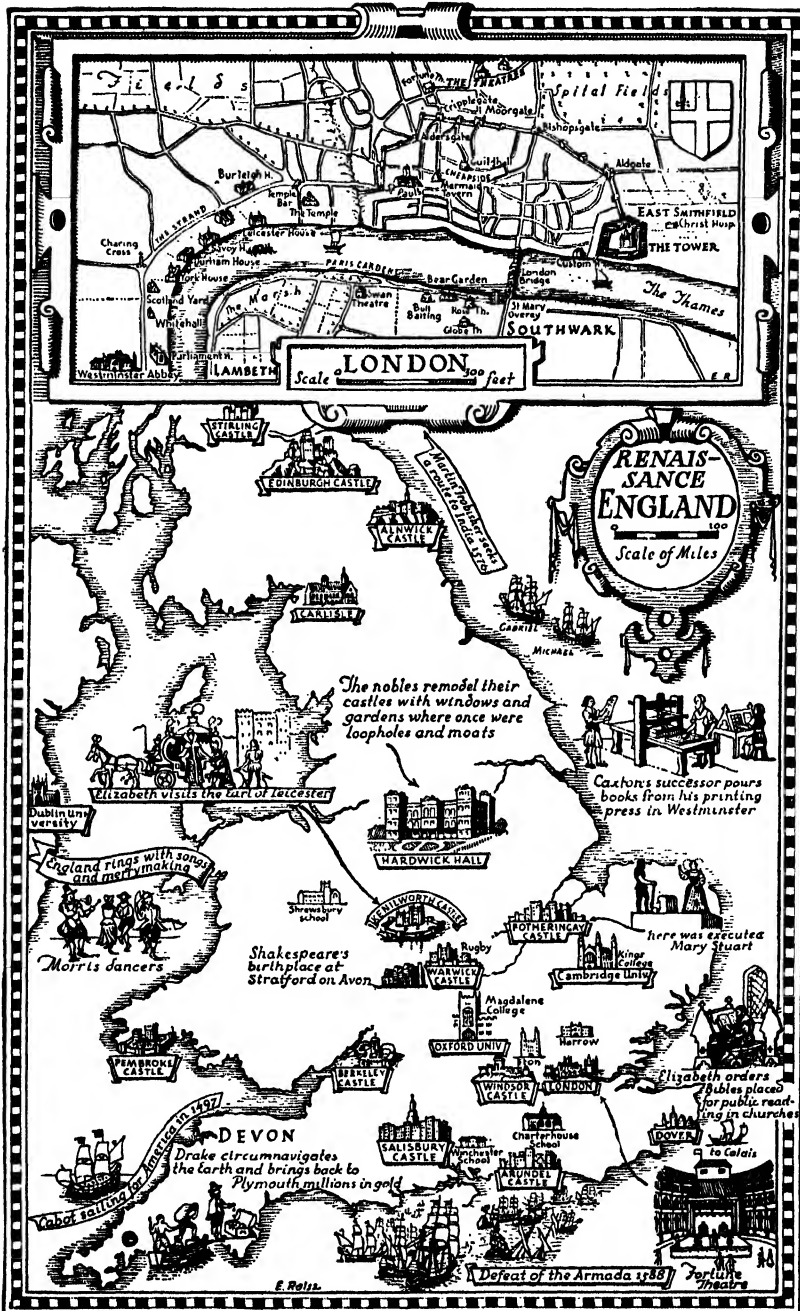 Fields
Fortune Th.
THE THEATRES
Spital Fields
Cripplegate
Moorgate
Aldersgate
Bishopsgate
Guildhall
Aldgate
Burleigh H.
CHEAPSIDE
Mermaid
Tavern
Pauls
Temple
Bar
The Temple
EAST SMITHFIELD
Christ Hosp.
THE STRAND
Leicester House
THE TOWER
Charing
Cross
Savoy H.
Durham House
York House
PARIS GARDENS
Bear Garden
London
Bridge
Custom
The Thames
Scotland Yard
The Marsh
Swan
Theatre
Bull
Baiting
Rose Th.
St Mary
Overey
Whitehall
Globe Th.
SOUTHWARK
Parliament H.
Westminster Abbey
LAMBETH
LONDON
Scale 0 500 feet
E.R.
STIRLING
CASTLE
EDINBURGH CASTLE
ALNWICK
CASTLE
Martin Frobisher seeks
a route to India 1576
RENAIS-
SANCE
ENGLAND
0 100
Scale of Miles
CARLISLE
GABRIEL
MICHAEL
The nobles remodel their
castles with windows and
gardens where once were
loopholes and moats
Elizabeth visits the Earl of Leicester
Caxton's successor pours
books from his printing
press in Westminster
Dublin Uni
versity
HARDWICK HALL
England rings with songs
and merrymaking
Morris dancers
Shrewsbury
school
KENILWORTH CASTLE
FOTHERINGAY
CASTLE
here was executed
Mary Stuart
Shakespeare's
birthplace at
Stratford on Avon
Rugby
WARWICK
CASTLE
Kings
College
Cambridge Univ.
Magdalene
College
OXFORD UNIV
Harrow
Eton
PEMBROKE
CASTLE
BERKELEY
CASTLE
WINDSOR
CASTLE
LONDON
Elizabeth orders
Bibles placed
for public read-
ing in churches
Cabot sailing for America in 1497
DEVON
Drake circumnavigates
the earth and brings back to
Plymouth millions in gold
SALISBURY
CASTLE
Winchester
School
Charterhouse
School
ARUNDEL
CASTLE
DOVER
to Calais
Defeat of the Armada 1588
Fortune
Theatre
E. Raisz